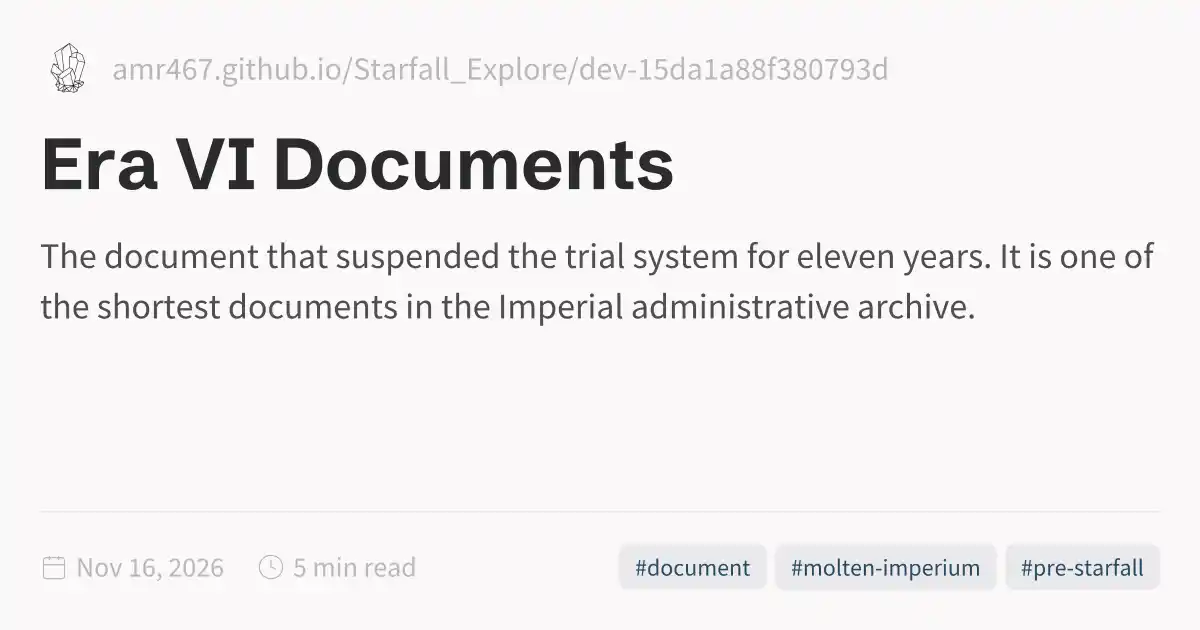 amr467.github.io/Starfall_Explore/dev-15da1a88f380793d
Era VI Documents
The document that suspended the trial system for eleven years. It is one of
the shortest documents in the Imperial administrative archive.
Nov 16, 2026 5 min read #document #molten-imperium #pre-starfall